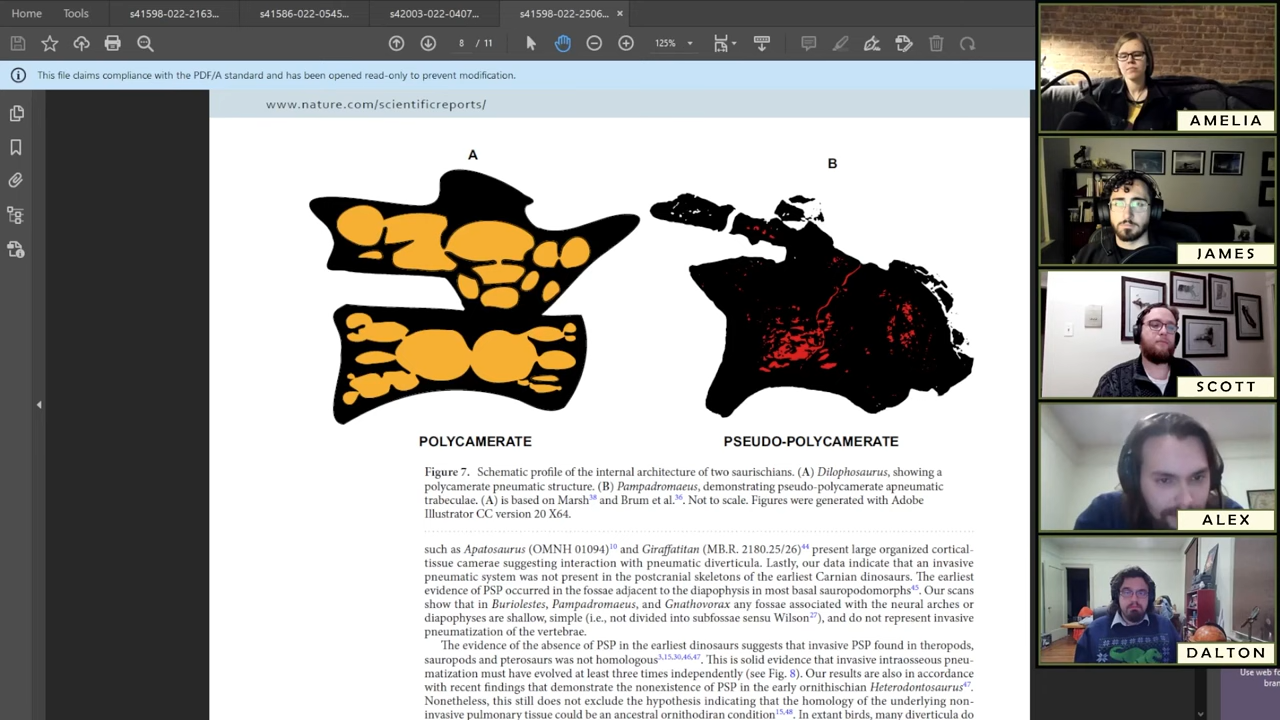 Home Tools s41598-022-2163... s41586-022-0545... s42003-022-0407... s41598-022-2506... ×
8 / 11 125%
This file claims compliance with the PDF/A standard and has been opened read-only to prevent modification.
www.nature.com/scientificreports/
A
B
POLYCAMERATE
PSEUDO-POLYCAMERATE
Figure 7. Schematic profile of the internal architecture of two saurischians. (A) Dilophosaurus, showing a
polycamerate pneumatic structure. (B) Pampadromaeus, demonstrating pseudo-polycamerate apneumatic
trabeculae. (A) is based on Marsh38 and Brum et al.36. Not to scale. Figures were generated with Adobe
Illustrator CC version 20 X64.
such as Apatosaurus (OMNH 01094)10 and Giraffatitan (MB.R. 2180.25/26)44 present large organized cortical-
tissue camerae suggesting interaction with pneumatic diverticula. Lastly, our data indicate that an invasive
pneumatic system was not present in the postcranial skeletons of the earliest Carnian dinosaurs. The earliest
evidence of PSP occurred in the fossae adjacent to the diapophysis in most basal sauropodomorphs45. Our scans
show that in Buriolestes, Pampadromaeus, and Gnathovorax any fossae associated with the neural arches or
diapophyses are shallow, simple (i.e., not divided into subfossae sensu Wilson27), and do not represent invasive
pneumatization of the vertebrae.
The evidence of the absence of PSP in the earliest dinosaurs suggests that invasive PSP found in theropods,
sauropods and pterosaurs was not homologous3,15,30,46,47. This is solid evidence that invasive intraosseous pneu-
matization must have evolved at least three times independently (see Fig. 8). Our results are also in accordance
with recent findings that demonstrate the nonexistence of PSP in the early ornithischian Heterodontosaurus47.
Nonetheless, this still does not exclude the hypothesis indicating that the homology of the underlying non-
invasive pulmonary tissue could be an ancestral ornithodiran condition15,48. In extant birds, many diverticula do
AMELIA
JAMES
SCOTT
ALEX
DALTON
Use web fo
bran